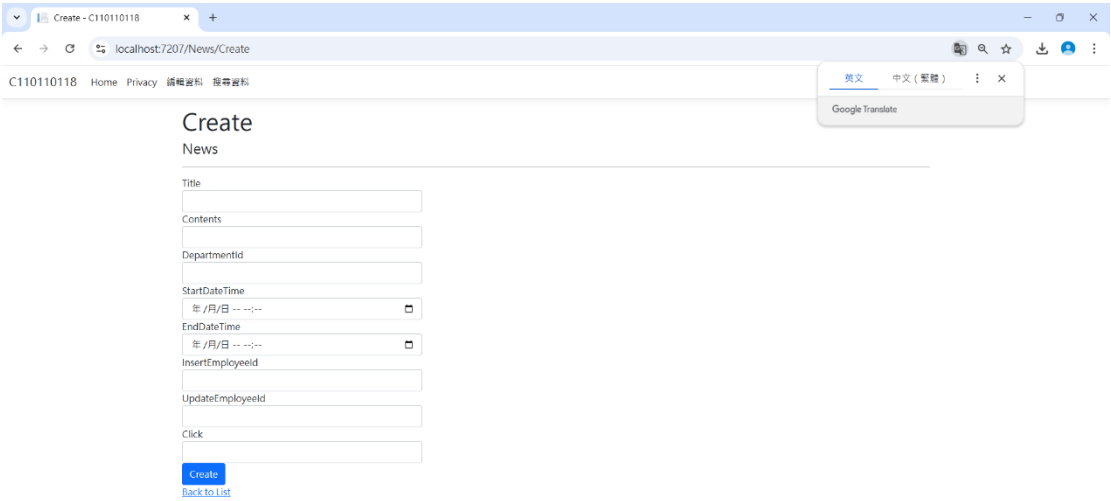 Create - C110110118
localhost:7207/News/Create
C110110118 Home Privacy 編輯資料 搜尋資料
英文 中文 ( 繁體 )
Google Translate
Create
News
Title
Contents
DepartmentId
StartDateTime
年 /月/日 -- --:--
EndDateTime
年 /月/日 -- --:--
InsertEmployeeId
UpdateEmployeeId
Click
Create
Back to List